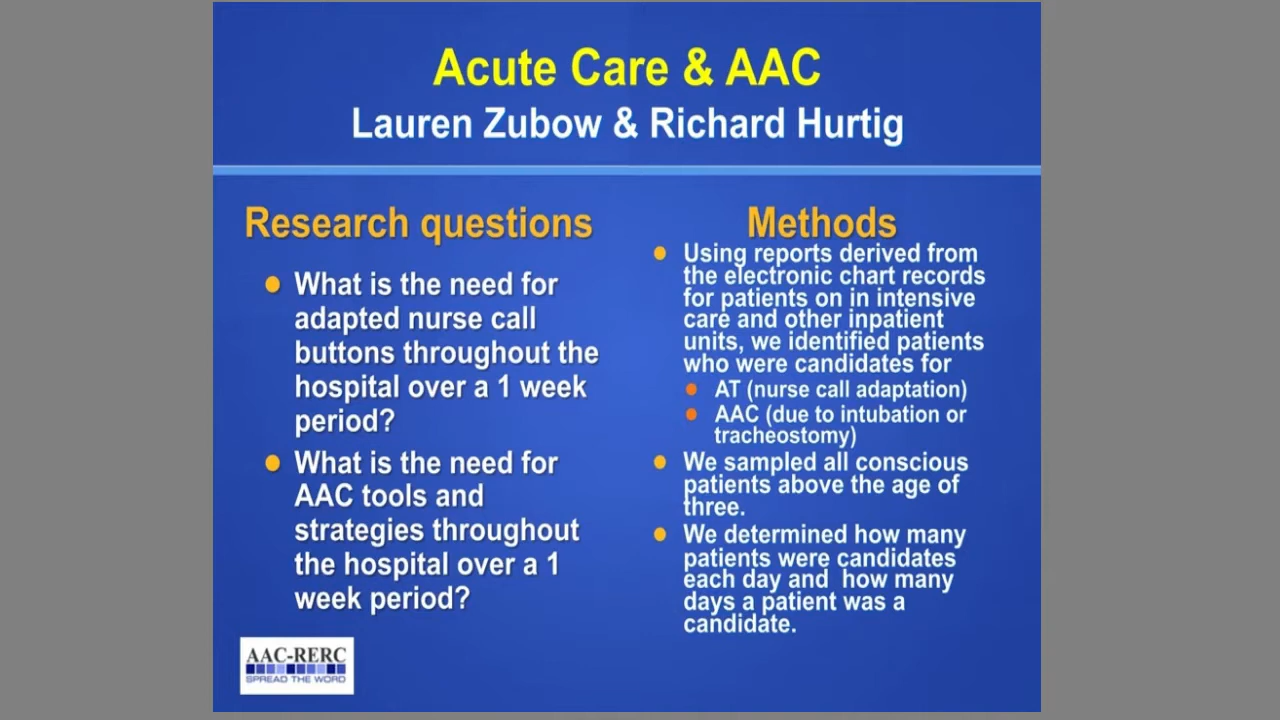 Acute Care & AAC
Lauren Zubow & Richard Hurtig
Research questions
What is the need for
adapted nurse call
buttons throughout the
hospital over a 1 week
period?
What is the need for
AAC tools and
strategies throughout
the hospital over a 1
week period?
Methods
Using reports derived from
the electronic chart records
for patients on in intensive
care and other inpatient
units, we identified patients
who were candidates for
AT (nurse call adaptation)
AAC (due to intubation or
tracheostomy)
We sampled all conscious
patients above the age of
three.
We determined how many
patients were candidates
each day and how many
days a patient was a
candidate.
AAC-RERC
SPREAD THE WORD